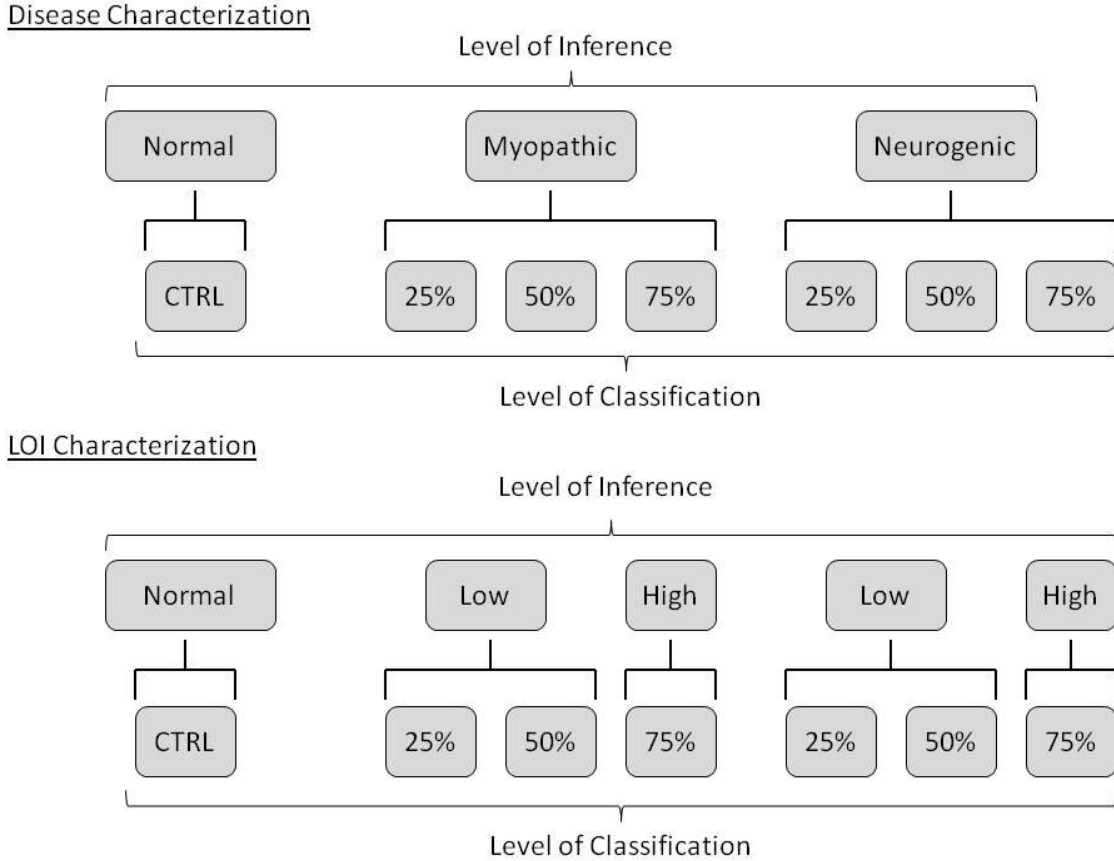 Disease Characterization
Level of Inference
Normal Myopathic Neurogenic
CTRL 25% 50% 75% 25% 50% 75%
Level of Classification
LOI Characterization
Level of Inference
Normal Low High Low High
CTRL 25% 50% 75% 25% 50% 75%
Level of Classification